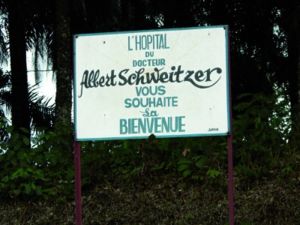 L'HOPITAL
DU
DOCTEUR
Albert Schweitzer
VOUS
SOUHAITE
La
BIENVENUE